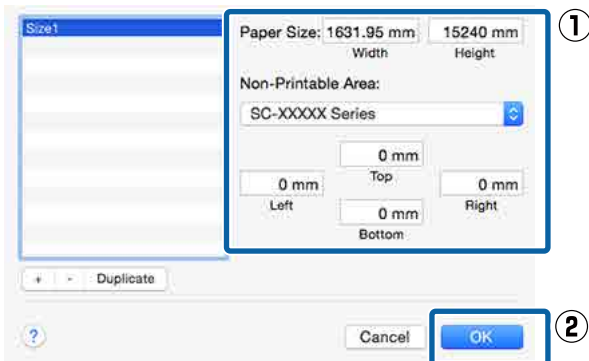 Size1
Paper Size: 1631.95 mm 15240 mm
Width Height
Non-Printable Area:
SC-XXXXX Series
0 mm
Top
0 mm 0 mm
Left Right
0 mm
Bottom
+ - Duplicate
? Cancel OK
①
②